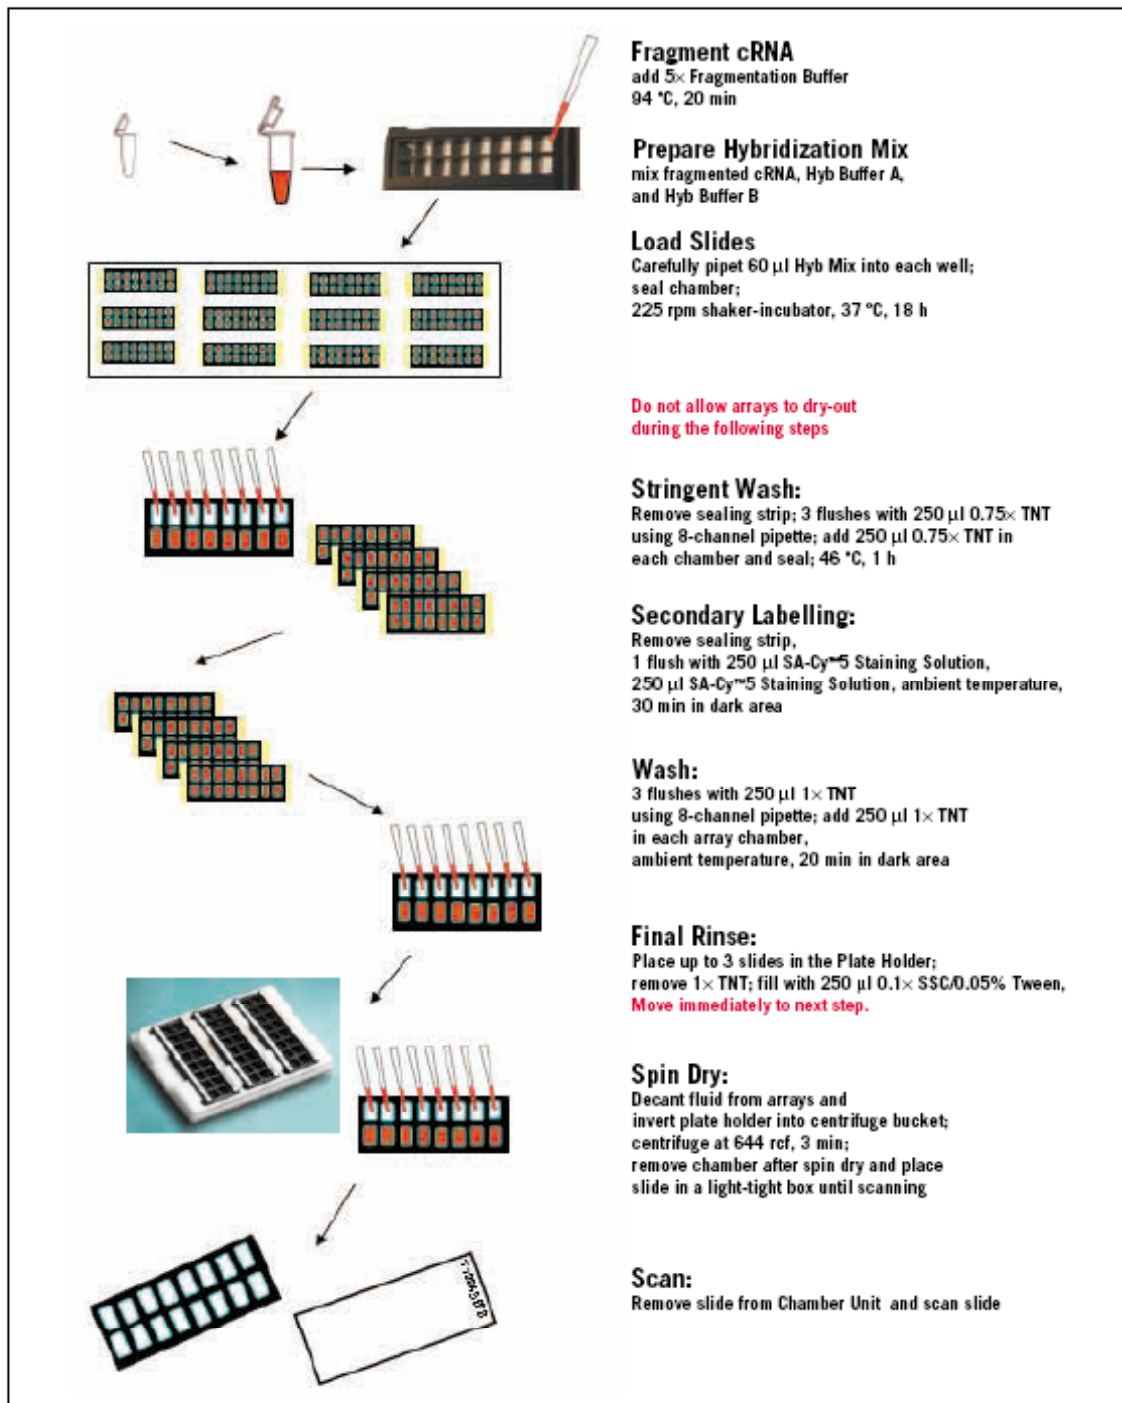 Fragment cRNA
add 5× Fragmentation Buffer
94 °C, 20 min
Prepare Hybridization Mix
mix fragmented cRNA, Hyb Buffer A,
and Hyb Buffer B
Load Slides
Carefully pipet 60 µl Hyb Mix into each well;
seal chamber;
225 rpm shaker-incubator, 37 °C, 18 h
Do not allow arrays to dry-out
during the following steps
Stringent Wash:
Remove sealing strip; 3 flushes with 250 µl 0.75× TNT
using 8-channel pipette; add 250 µl 0.75× TNT in
each chamber and seal; 46 °C, 1 h
Secondary Labelling:
Remove sealing strip,
1 flush with 250 µl SA-Cy™5 Staining Solution,
250 µl SA-Cy™5 Staining Solution, ambient temperature,
30 min in dark area
Wash:
3 flushes with 250 µl 1× TNT
using 8-channel pipette; add 250 µl 1× TNT
in each array chamber,
ambient temperature, 20 min in dark area
Final Rinse:
Place up to 3 slides in the Plate Holder;
remove 1× TNT; fill with 250 µl 0.1× SSC/0.05% Tween,
Move immediately to next step.
Spin Dry:
Decant fluid from arrays and
invert plate holder into centrifuge bucket;
centrifuge at 644 rcf, 3 min;
remove chamber after spin dry and place
slide in a light-tight box until scanning
Scan:
Remove slide from Chamber Unit and scan slide